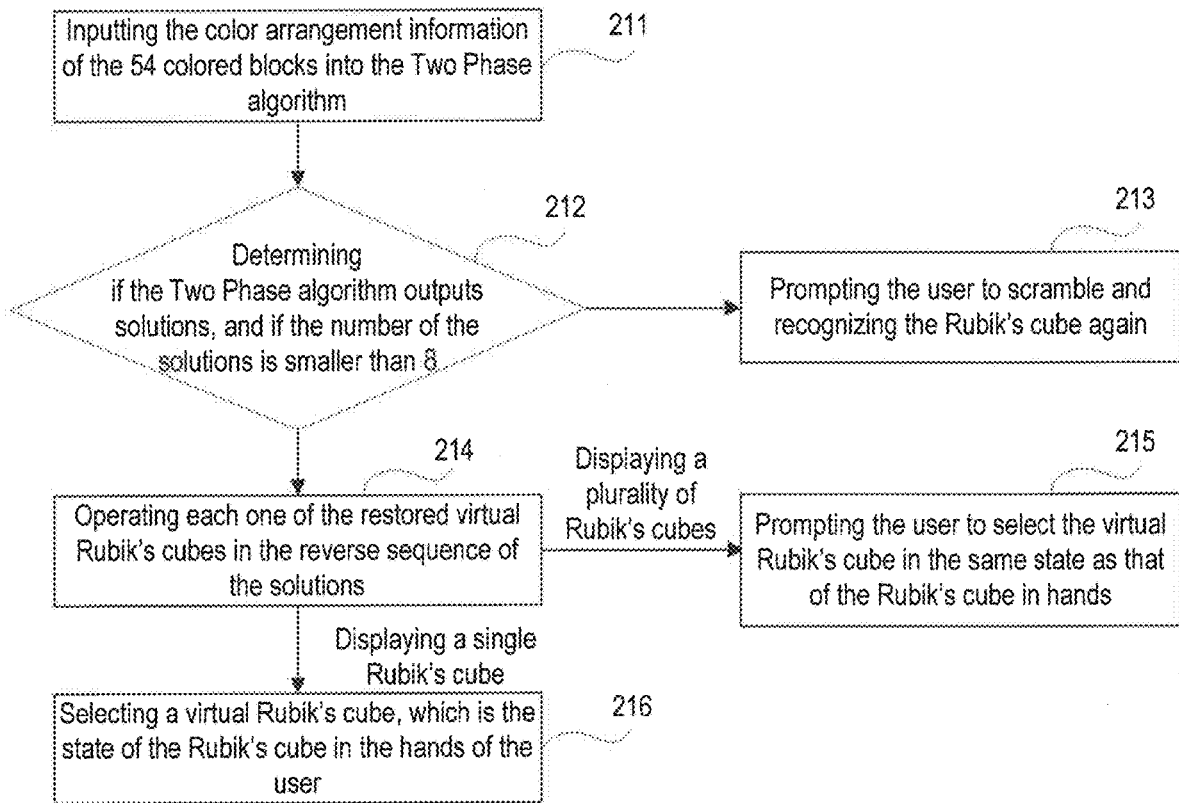 Inputting the color arrangement information
of the 54 colored blocks into the Two Phase
algorithm
211
Determining
if the Two Phase algorithm outputs
solutions, and if the number of the
solutions is smaller than 8
212
213
Prompting the user to scramble and
recognizing the Rubik's cube again
214
Operating each one of the restored virtual
Rubik's cubes in the reverse sequence of
the solutions
Displaying a
plurality of
Rubik's cubes
215
Prompting the user to select the virtual
Rubik's cube in the same state as that
of the Rubik's cube in hands
Displaying a single
Rubik's cube
Selecting a virtual Rubik's cube, which is the
state of the Rubik's cube in the hands of the
user
216